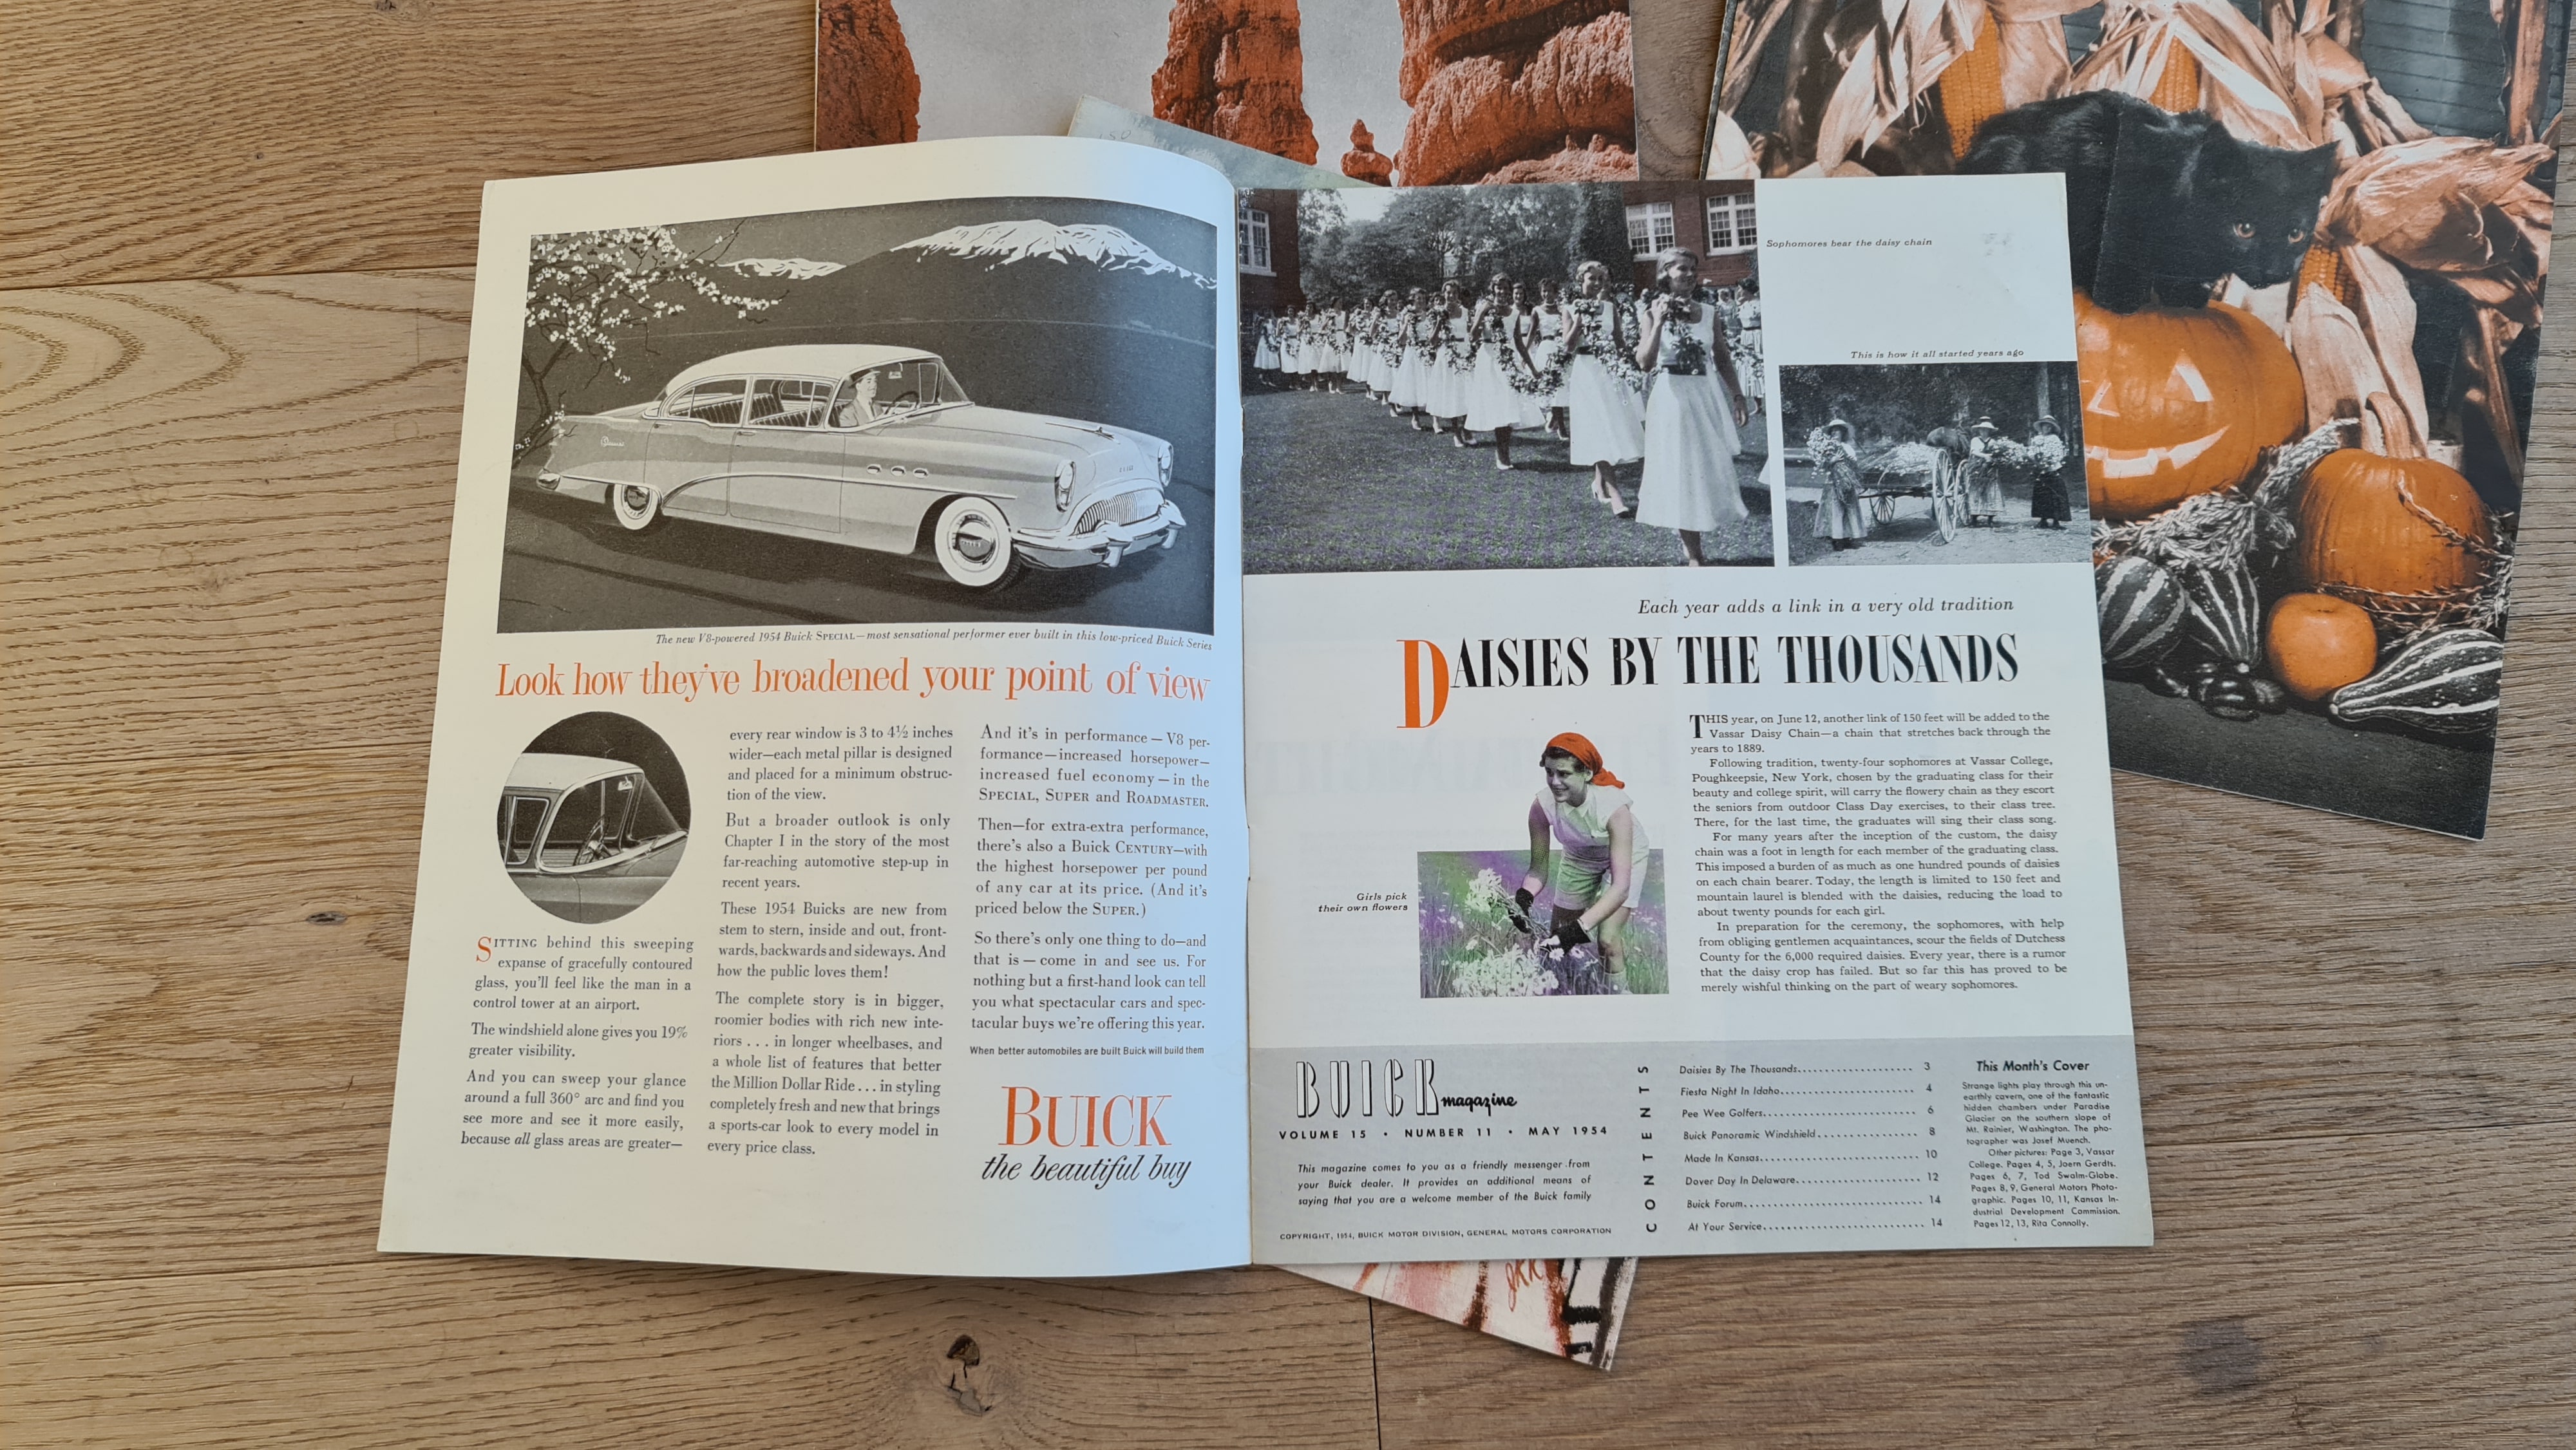 The new V8-powered 1954 Buick SPECIAL—most sensational performer ever built in this low-priced Buick Series
Look how they've broadened your point of view
SITTING behind this sweeping
expanse of gracefully contoured
glass, you'll feel like the man in a
control tower at an airport.
The windshield alone gives you 19%
greater visibility.
And you can sweep your glance
around a full 360° arc and find you
see more and see it more easily,
because all glass areas are greater—
every rear window is 3 to 4½ inches
wider—each metal pillar is designed
and placed for a minimum obstruc-
tion of the view.
But a broader outlook is only
Chapter I in the story of the most
far-reaching automotive step-up in
recent years.
These 1954 Buicks are new from
stem to stern, inside and out, front-
wards, backwards and sideways. And
how the public loves them!
The complete story is in bigger,
roomier bodies with rich new inte-
riors . . . in longer wheelbases, and
a whole list of features that better
the Million Dollar Ride . . . in styling
completely fresh and new that brings
a sports-car look to every model in
every price class.
And it's in performance—V8 per-
formance—increased horsepower—
increased fuel economy—in the
SPECIAL, SUPER and ROADMASTER.
Then—for extra-extra performance,
there's also a Buick CENTURY—with
the highest horsepower per pound
of any car at its price. (And it's
priced below the SUPER.)
So there's only one thing to do—and
that is—come in and see us. For
nothing but a first-hand look can tell
you what spectacular cars and spec-
tacular buys we're offering this year.
When better automobiles are built Buick will build them
BUICK
the beautiful buy
Sophomores bear the daisy chain
This is how it all started years ago
Each year adds a link in a very old tradition
DAISIES BY THE THOUSANDS
Girls pick
their own flowers
THIS year, on June 12, another link of 150 feet will be added to the
Vassar Daisy Chain—a chain that stretches back through the
years to 1889.
Following tradition, twenty-four sophomores at Vassar College,
Poughkeepsie, New York, chosen by the graduating class for their
beauty and college spirit, will carry the flowery chain as they escort
the seniors from outdoor Class Day exercises, to their class tree.
There, for the last time, the graduates will sing their class song.
For many years after the inception of the custom, the daisy
chain was a foot in length for each member of the graduating class.
This imposed a burden of as much as one hundred pounds of daisies
on each chain bearer. Today, the length is limited to 150 feet and
mountain laurel is blended with the daisies, reducing the load to
about twenty pounds for each girl.
In preparation for the ceremony, the sophomores, with help
from obliging gentlemen acquaintances, scour the fields of Dutchess
County for the 6,000 required daisies. Every year, there is a rumor
that the daisy crop has failed. But so far this has proved to be
merely wishful thinking on the part of weary sophomores.
BUICK magazine
VOLUME 15 • NUMBER 11 • MAY 1954
This magazine comes to you as a friendly messenger from
your Buick dealer. It provides an additional means of
saying that you are a welcome member of the Buick family
COPYRIGHT, 1954, BUICK MOTOR DIVISION, GENERAL MOTORS CORPORATION
CONTENTS
Daisies By The Thousands.................... 3
Fiesta Night In Idaho......................... 4
Pee Wee Golfers............................. 6
Buick Panoramic Windshield.................. 8
Made In Kansas............................. 10
Dover Day In Delaware...................... 12
Buick Forum................................ 14
At Your Service............................. 14
This Month's Cover
Strange lights play through this un-
earthly cavern, one of the fantastic
hidden chambers under Paradise
Glacier on the southern slope of
Mt. Rainier, Washington. The pho-
tographer was Josef Muench.
Other pictures: Page 3, Vassar
College. Pages 4, 5, Joern Gerdts.
Pages 6, 7, Tod Swalm-Globe.
Pages 8, 9, General Motors Photo-
graphic. Pages 10, 11, Kansas In-
dustrial Development Commission.
Pages 12, 13, Rita Connolly.